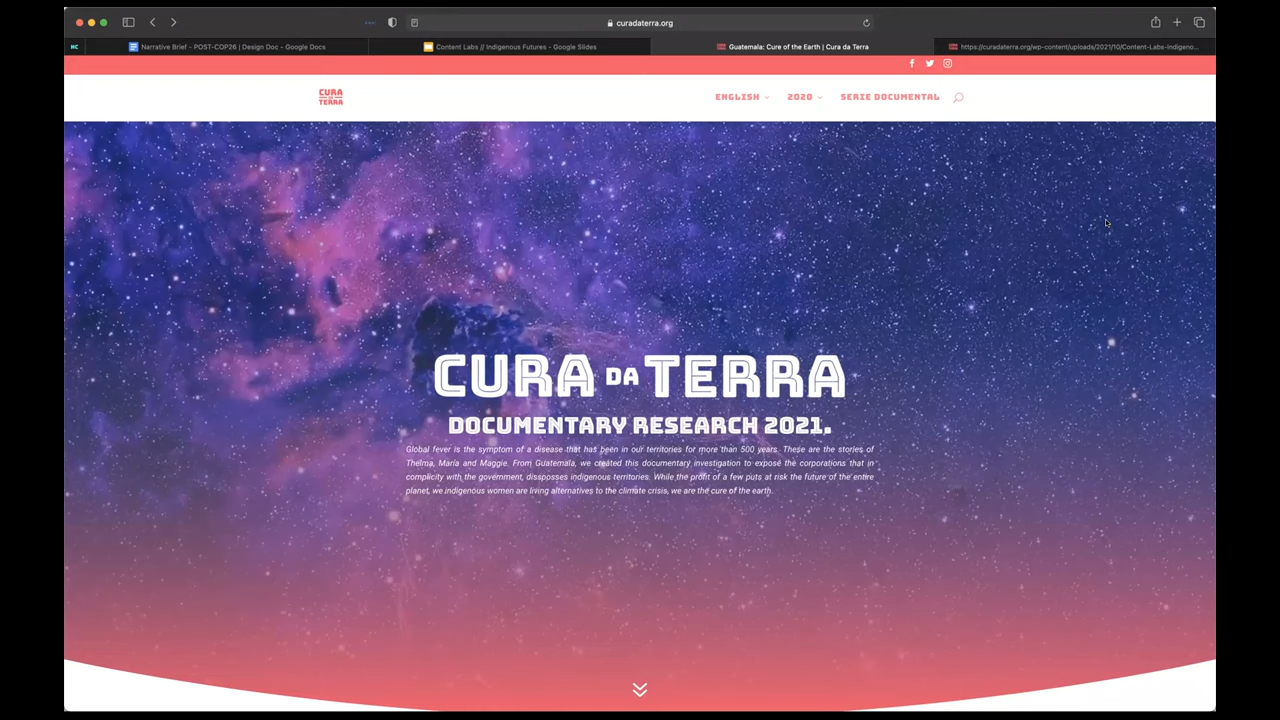 curadaterra.org
Narrative Brief - POST-COP26 | Design Doc - Google Docs
Content Labs // Indigenous Futures - Google Slides
Guatemala: Cure of the Earth | Cura da Terra
https://curadaterra.org/wp-content/uploads/2021/10/Content-Labs-Indigeno...
CURA
DA
TERRA
ENGLISH
2020
SERIE DOCUMENTAL
CURA DA TERRA
DOCUMENTARY RESEARCH 2021.
Global fever is the symptom of a disease that has been in our territories for more than 500 years. These are the stories of
Thelma, María and Maggie. From Guatemala, we created this documentary investigation to expose the corporations that in
complicity with the government, dissposses indigenous territories. While the profit of a few puts at risk the future of the entire
planet, we indigenous women are living alternatives to the climate crisis, we are the cure of the earth.